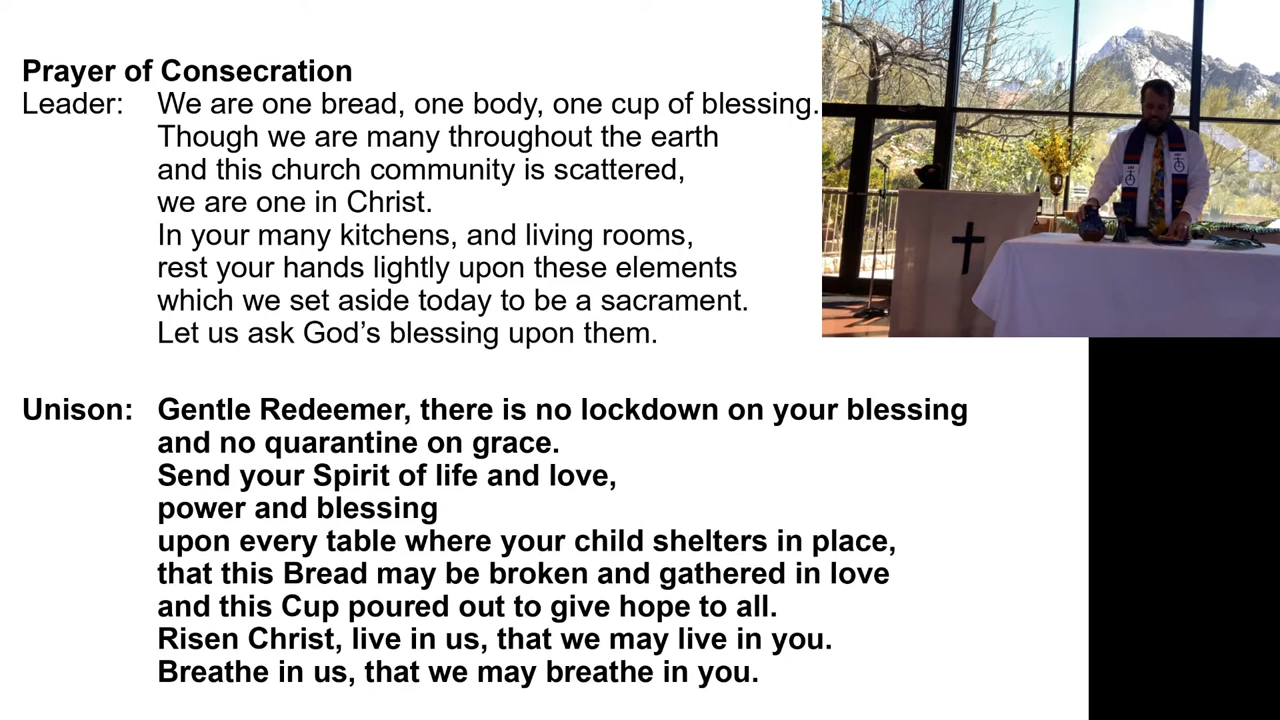 Prayer of Consecration
Leader: We are one bread, one body, one cup of blessing.
Though we are many throughout the earth
and this church community is scattered,
we are one in Christ.
In your many kitchens, and living rooms,
rest your hands lightly upon these elements
which we set aside today to be a sacrament.
Let us ask God’s blessing upon them.
Unison: Gentle Redeemer, there is no lockdown on your blessing
and no quarantine on grace.
Send your Spirit of life and love,
power and blessing
upon every table where your child shelters in place,
that this Bread may be broken and gathered in love
and this Cup poured out to give hope to all.
Risen Christ, live in us, that we may live in you.
Breathe in us, that we may breathe in you.